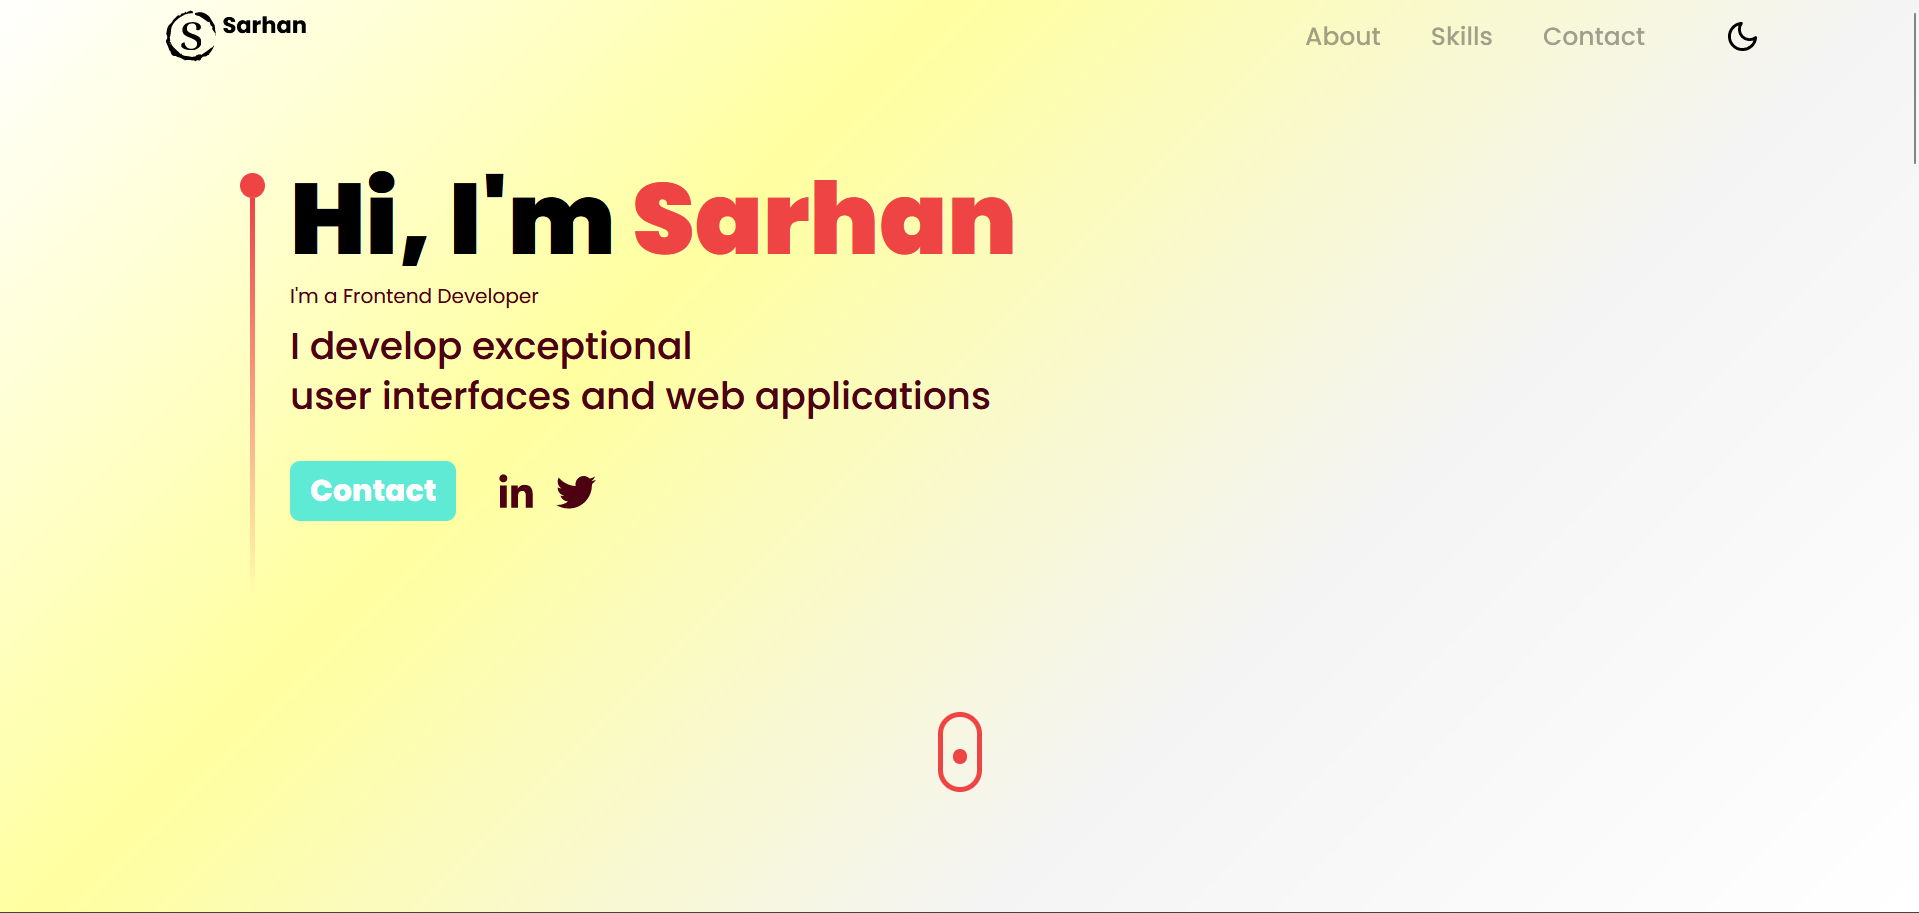 S Sarhan
About Skills Contact
Hi, I'm Sarhan
I'm a Frontend Developer
I develop exceptional
user interfaces and web applications
Contact in